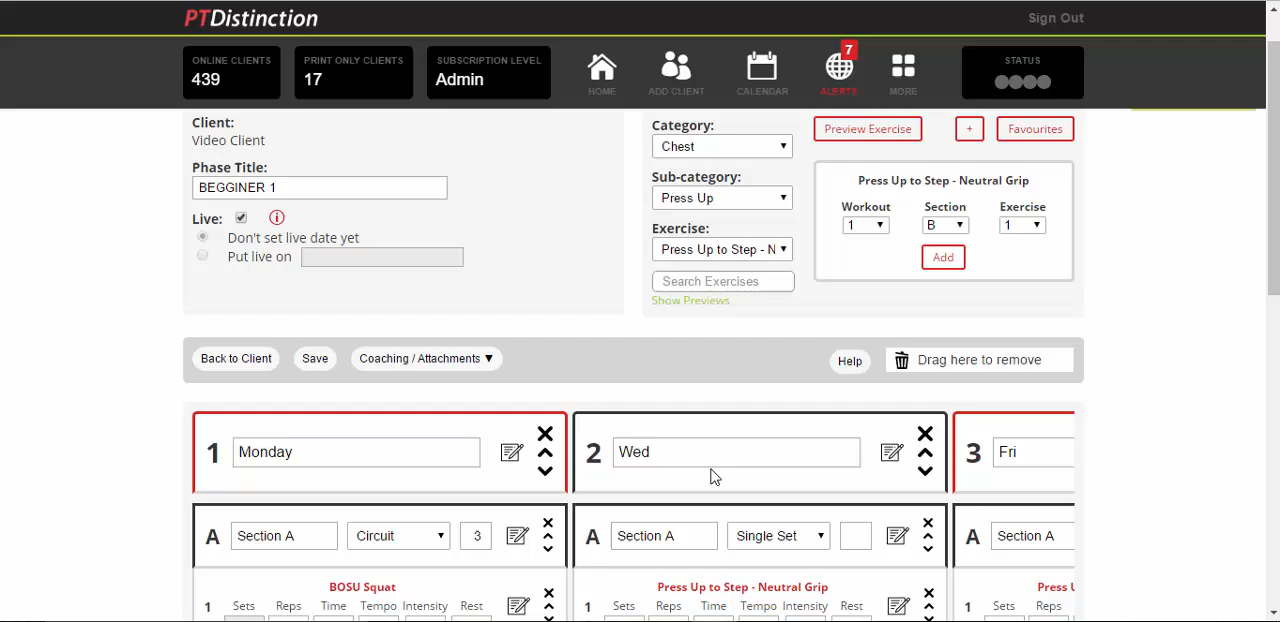 PTDistinction
Sign Out
ONLINE CLIENTS
439
PRINT ONLY CLIENTS
17
SUBSCRIPTION LEVEL
Admin
HOME
ADD CLIENT
CALENDAR
7
ALERTS
MORE
STATUS
Client:
Video Client
Phase Title:
BEGGINER 1
Live:
Don't set live date yet
Put live on
Category:
Chest
Sub-category:
Press Up
Exercise:
Press Up to Step - N
Search Exercises
Show Previews
Preview Exercise
+
Favourites
Press Up to Step - Neutral Grip
Workout Section Exercise
1 B 1
Add
Back to Client Save Coaching / Attachments ▼ Help Drag here to remove
1 Monday 2 Wed 3 Fri
A Section A Circuit 3 A Section A Single Set A Section A
BOSU Squat Press Up to Step - Neutral Grip Press U
1 Sets Reps Time Tempo Intensity Rest 1 Sets Reps Time Tempo Intensity Rest 1 Sets Reps